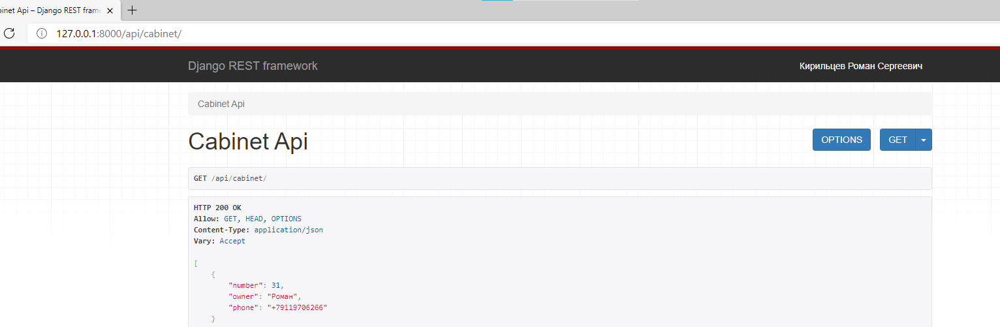 inet Api – Django REST fram
127.0.0.1:8000/api/cabinet/
Django REST framework
Кирильцев Роман Сергеевич
Cabinet Api
Cabinet Api
OPTIONS
GET
GET /api/cabinet/
HTTP 200 OK
Allow: GET, HEAD, OPTIONS
Content-Type: application/json
Vary: Accept
[
{
"number": 31,
"owner": "Роман",
"phone": "+79119706266"
}